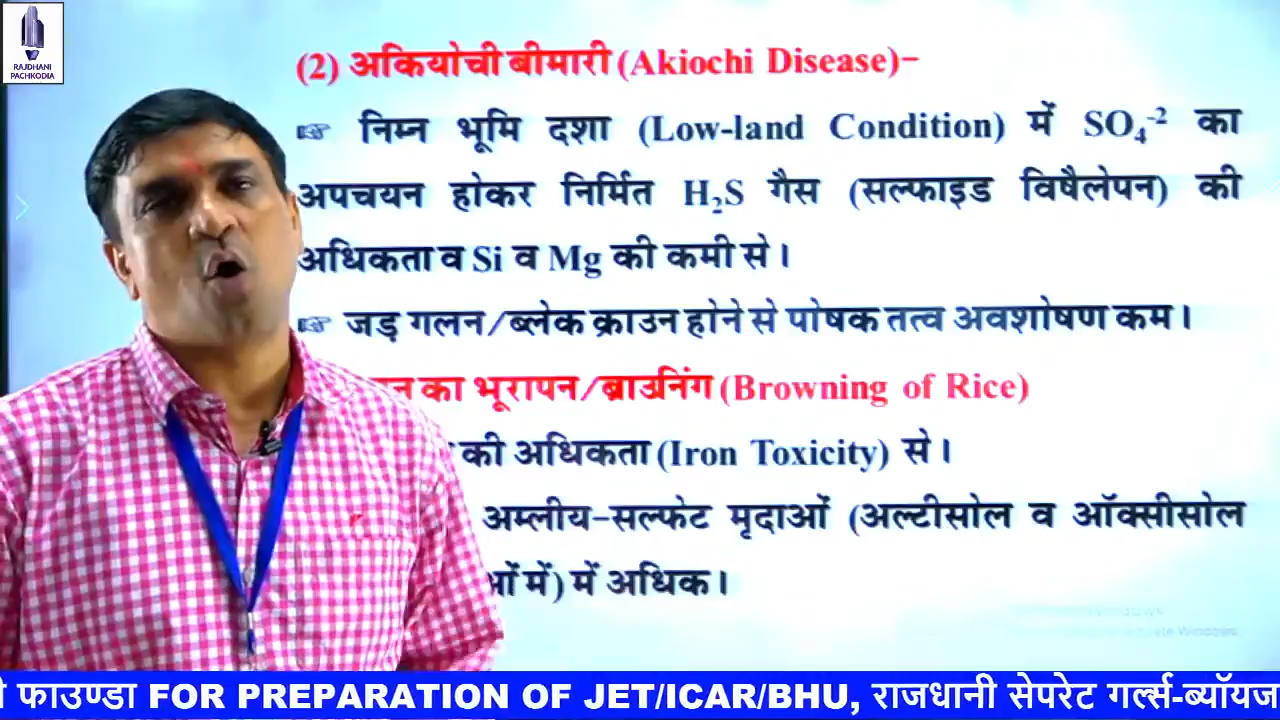 RAJDHANI
PACHKODIA
(2) अकियोची बीमारी (Akiochi Disease)-
☞ निम्न भूमि दशा (Low-land Condition) में SO₄⁻² का
अपचयन होकर निर्मित H₂S गैस (सल्फाइड विषैलेपन) की
अधिकता व Si व Mg की कमी से।
☞ जड़ गलन/ब्लेक क्राउन होने से पोषक तत्व अवशोषण कम।
का भूरापन/ब्राउनिंग (Browning of Rice)
की अधिकता (Iron Toxicity) से।
अम्लीय-सल्फेट मृदाओं (अल्टीसोल व ऑक्सीसोल
में) में अधिक।
फाउण्डा FOR PREPARATION OF JET/ICAR/BHU, राजधानी सेपरेट गर्ल्स-ब्यॉयज